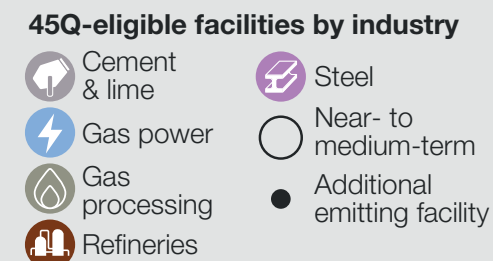 45Q-eligible facilities by industry
Cement
& lime
Gas power
Gas
processing
Refineries
Steel
Near- to
medium-term
Additional
emitting facility